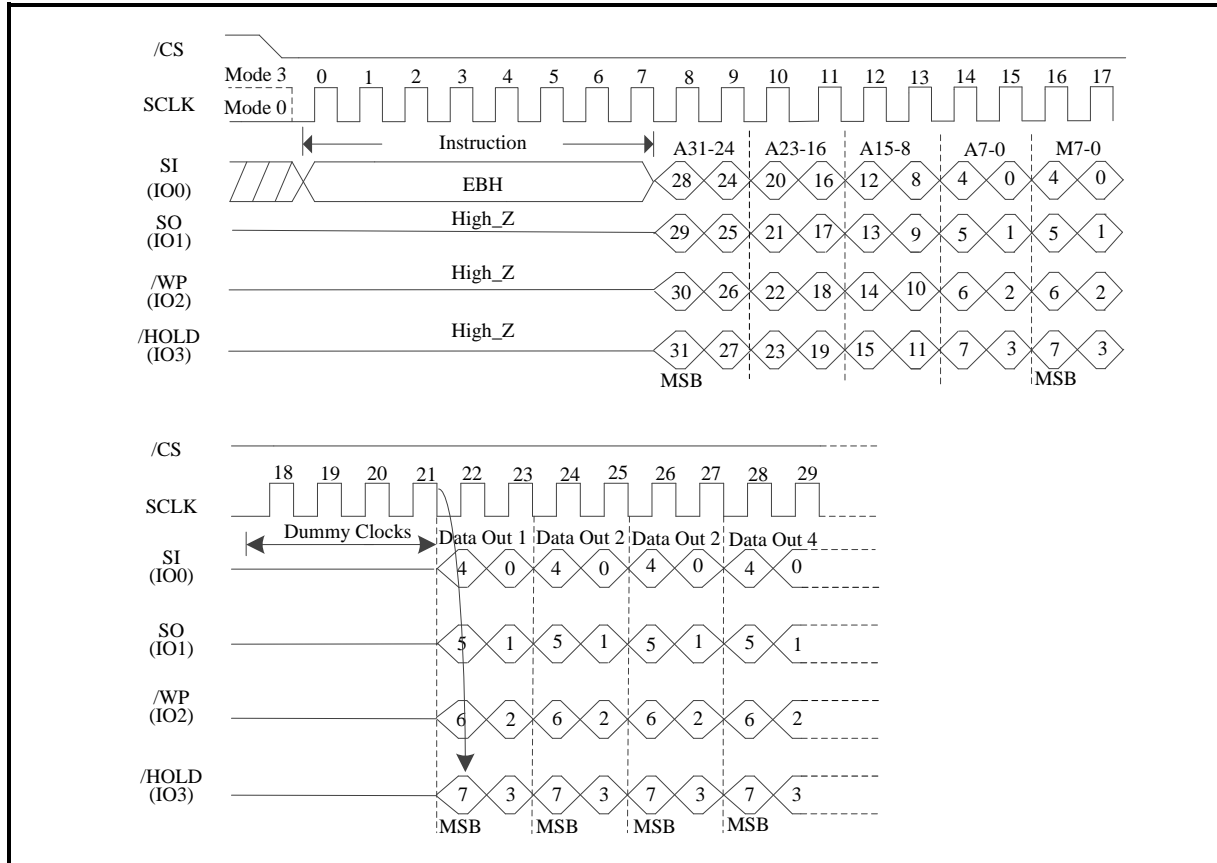 /CS
Mode 3 0 1 2 3 4 5 6 7 8 9 10 11 12 13 14 15 16 17
SCLK Mode 0
Instruction A31-24 A23-16 A15-8 A7-0 M7-0
SI
(IO0) EBH 28 24 20 16 12 8 4 0 4 0
SO
(IO1) High_Z 29 25 21 17 13 9 5 1 5 1
/WP
(IO2) High_Z 30 26 22 18 14 10 6 2 6 2
/HOLD
(IO3) High_Z 31 27 23 19 15 11 7 3 7 3
MSB MSB
/CS
18 19 20 21 22 23 24 25 26 27 28 29
SCLK
Dummy Clocks Data Out 1 Data Out 2 Data Out 2 Data Out 4
SI
(IO0) 4 0 4 0 4 0 4 0
SO
(IO1) 5 1 5 1 5 1 5 1
/WP
(IO2) 6 2 6 2 6 2 6 2
/HOLD
(IO3) 7 3 7 3 7 3 7 3
MSB MSB MSB MSB